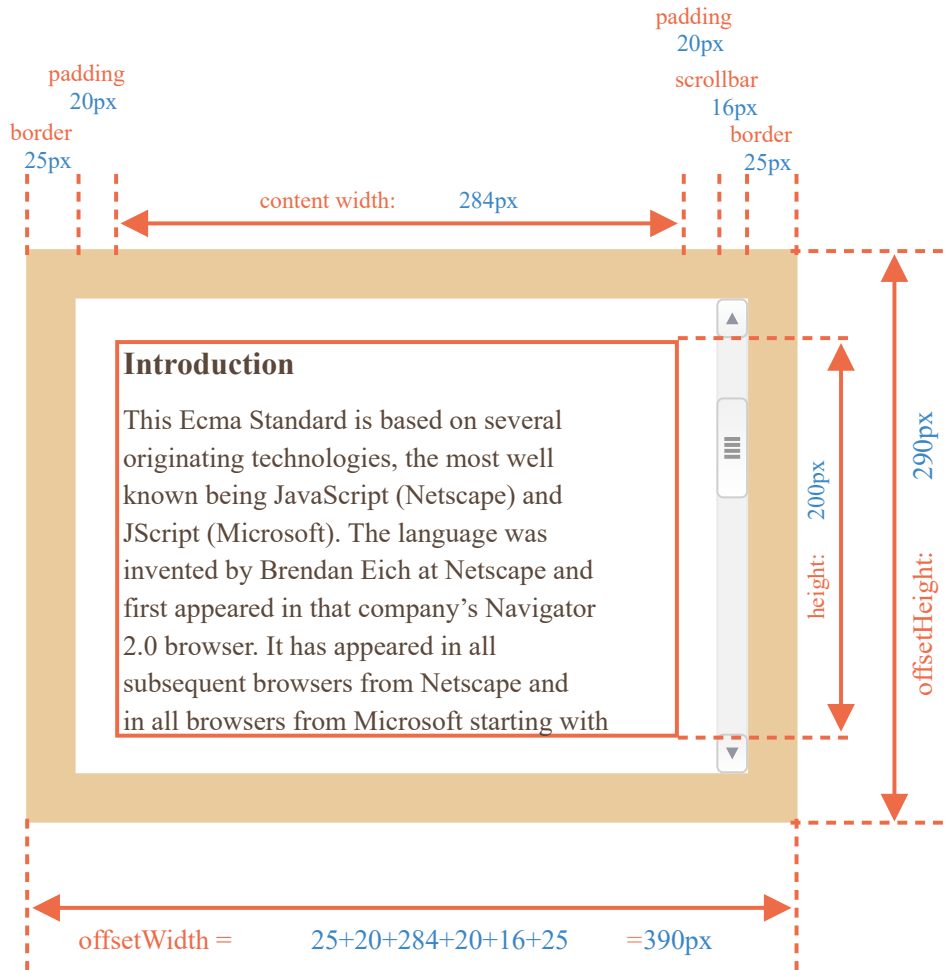 padding
20px
padding
20px
scrollbar
16px
border
25px
border
25px
content width: 284px
Introduction
This Ecma Standard is based on several
originating technologies, the most well
known being JavaScript (Netscape) and
JScript (Microsoft). The language was
invented by Brendan Eich at Netscape and
first appeared in that company’s Navigator
2.0 browser. It has appeared in all
subsequent browsers from Netscape and
in all browsers from Microsoft starting with
height: 200px
offsetHeight: 290px
offsetWidth = 25+20+284+20+16+25 =390px